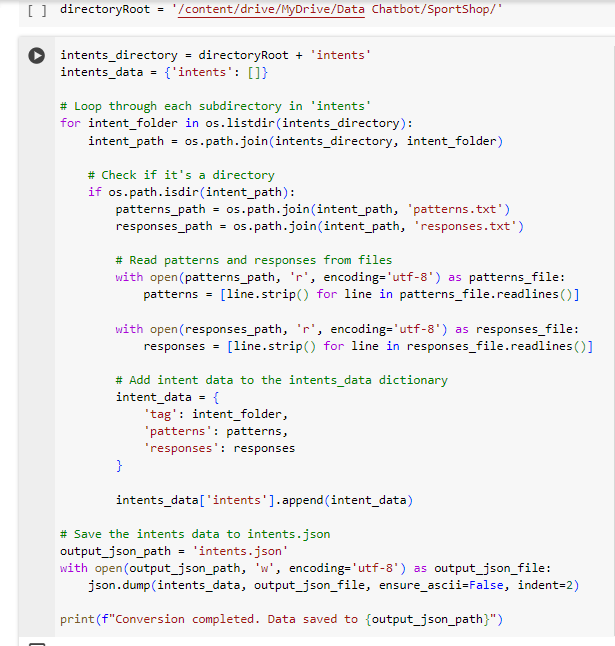 [ ] directoryRoot = '/content/drive/MyDrive/Data Chatbot/SportShop/'
intents_directory = directoryRoot + 'intents'
intents_data = {'intents': []}
# Loop through each subdirectory in 'intents'
for intent_folder in os.listdir(intents_directory):
    intent_path = os.path.join(intents_directory, intent_folder)
    # Check if it's a directory
    if os.path.isdir(intent_path):
        patterns_path = os.path.join(intent_path, 'patterns.txt')
        responses_path = os.path.join(intent_path, 'responses.txt')
        # Read patterns and responses from files
        with open(patterns_path, 'r', encoding='utf-8') as patterns_file:
            patterns = [line.strip() for line in patterns_file.readlines()]
        with open(responses_path, 'r', encoding='utf-8') as responses_file:
            responses = [line.strip() for line in responses_file.readlines()]
        # Add intent data to the intents_data dictionary
        intent_data = {
            'tag': intent_folder,
            'patterns': patterns,
            'responses': responses
        }
        intents_data['intents'].append(intent_data)
# Save the intents data to intents.json
output_json_path = 'intents.json'
with open(output_json_path, 'w', encoding='utf-8') as output_json_file:
    json.dump(intents_data, output_json_file, ensure_ascii=False, indent=2)
print(f"Conversion completed. Data saved to {output_json_path}")